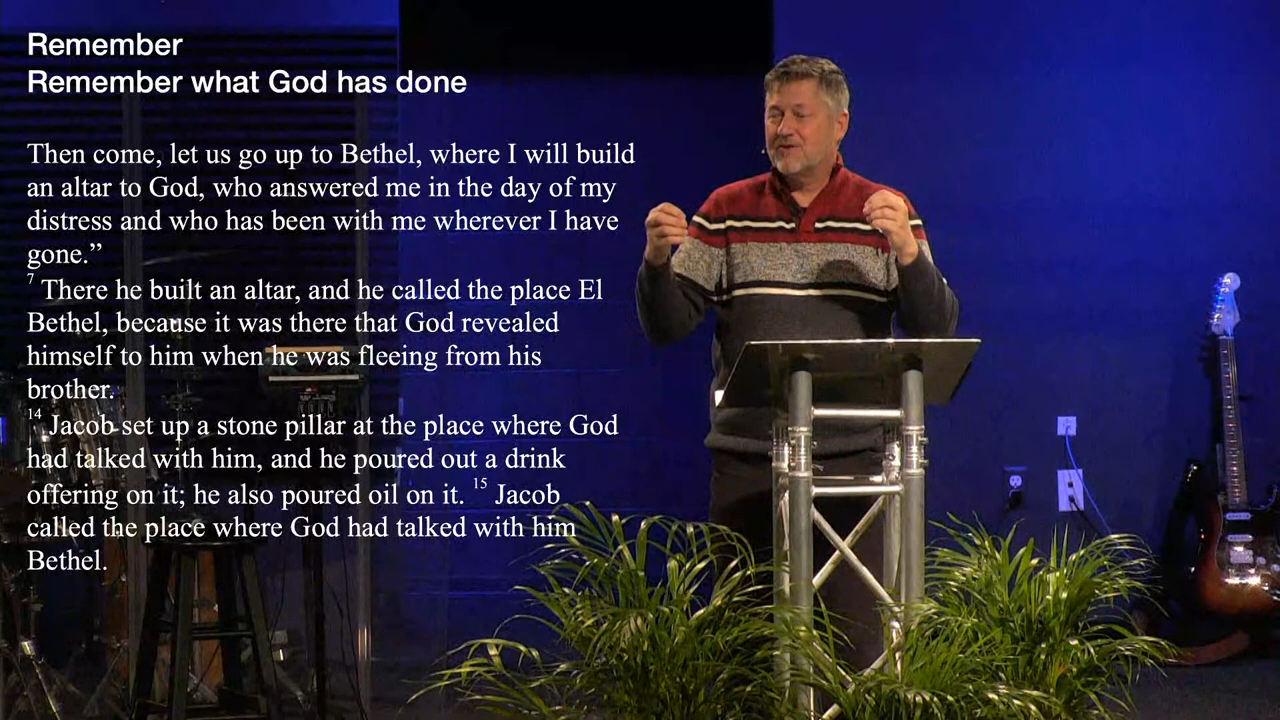 Remember
Remember what God has done
Then come, let us go up to Bethel, where I will build
an altar to God, who answered me in the day of my
distress and who has been with me wherever I have
gone.”
7 There he built an altar, and he called the place El
Bethel, because it was there that God revealed
himself to him when he was fleeing from his
brother.
14 Jacob set up a stone pillar at the place where God
had talked with him, and he poured out a drink
offering on it; he also poured oil on it. 15 Jacob
called the place where God had talked with him
Bethel.